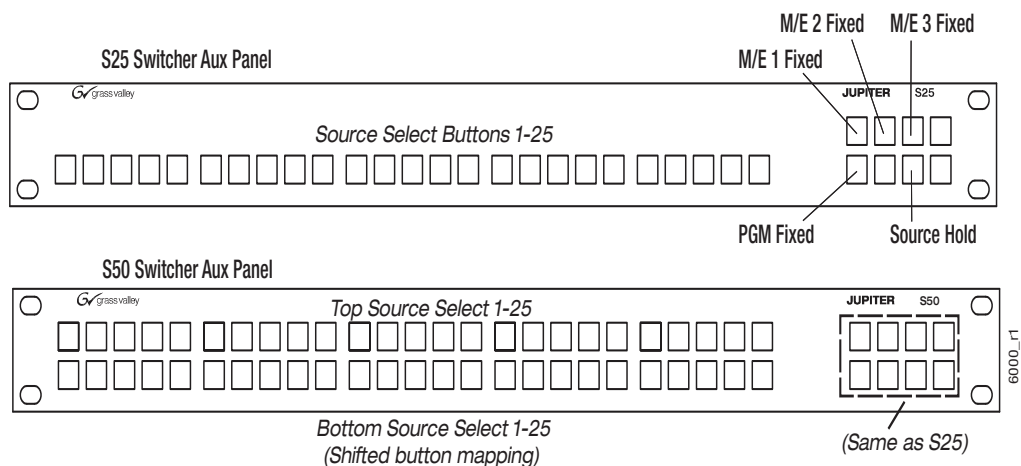 M/E 2 Fixed
M/E 3 Fixed
S25 Switcher Aux Panel
M/E 1 Fixed
grass valley
JUPITER S25
Source Select Buttons 1-25
PGM Fixed
Source Hold
S50 Switcher Aux Panel
grass valley
JUPITER S50
Top Source Select 1-25
6000_r1
Bottom Source Select 1-25
(Shifted button mapping)
(Same as S25)